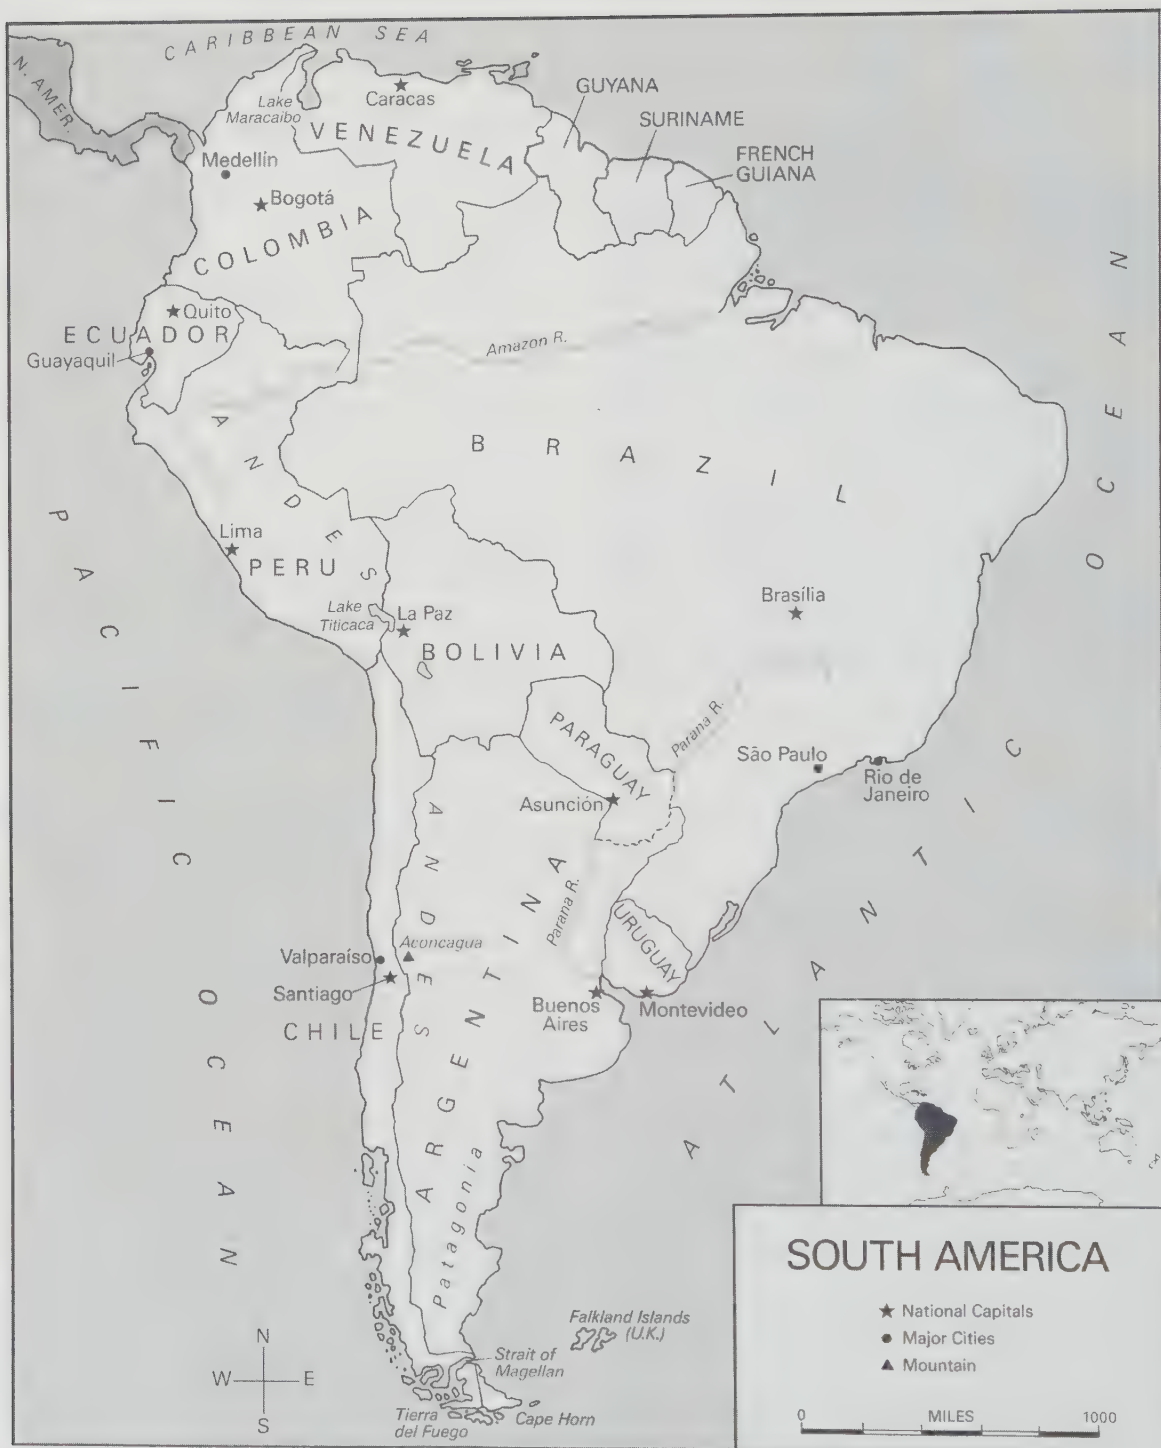 CARIBBEAN SEA
N. AMER.
Lake
Maracaibo
Caracas
VENEZUELA
GUYANA
SURINAME
FRENCH
GUIANA
Medellín
Bogotá
COLOMBIA
Quito
ECUADOR
Guayaquil
Amazon R.
BRAZIL
ANDES
Lima
PERU
Lake
Titicaca
La Paz
BOLIVIA
Brasília
PACIFIC OCEAN
ATLANTIC OCEAN
PARAGUAY
Parana R.
São Paulo
Rio de
Janeiro
Asunción
ANDES
ARGENTINA
Parana R.
URUGUAY
Valparaíso
Aconcagua
Santiago
CHILE
Buenos
Aires
Montevideo
Patagonia
Falkland Islands
(U.K.)
Strait of
Magellan
Tierra
del Fuego
Cape Horn
N
W E
S
SOUTH AMERICA
National Capitals
Major Cities
Mountain
0 MILES 1000